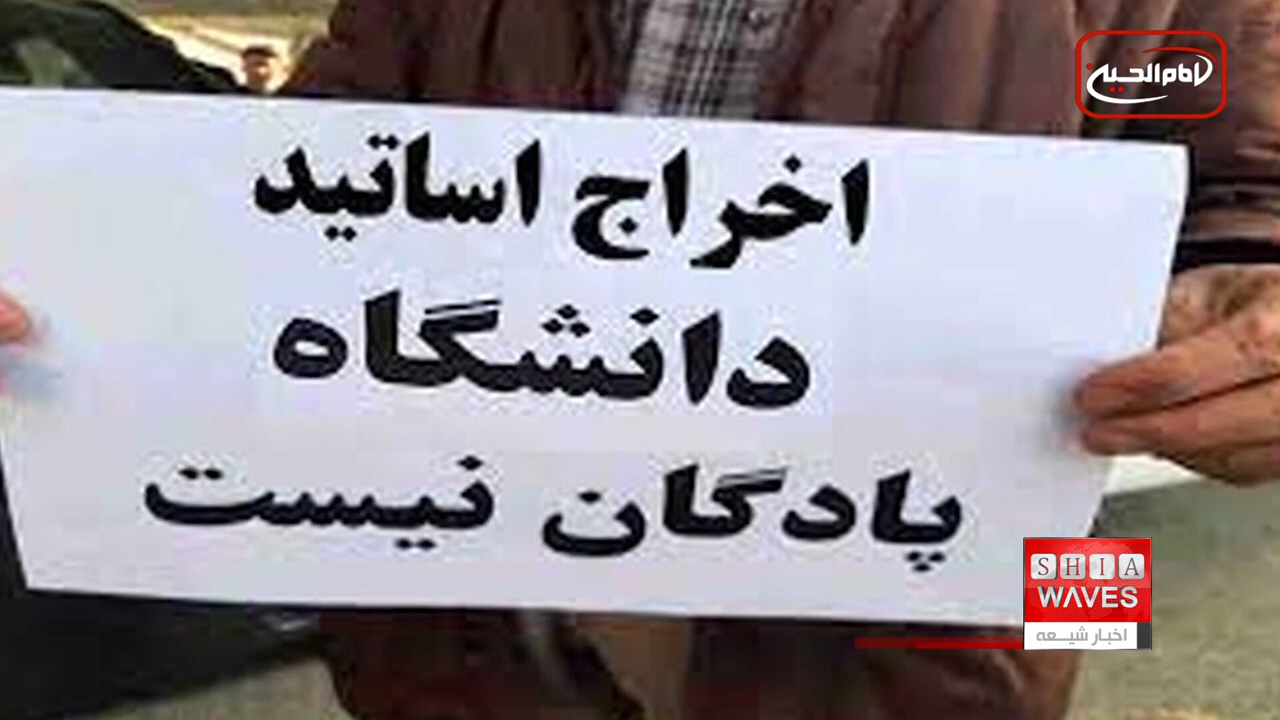 امام الحسین
اخراج اساتید
دانشگاه
پادگان نیست
SHIA
WAVES
اخبار شیعه